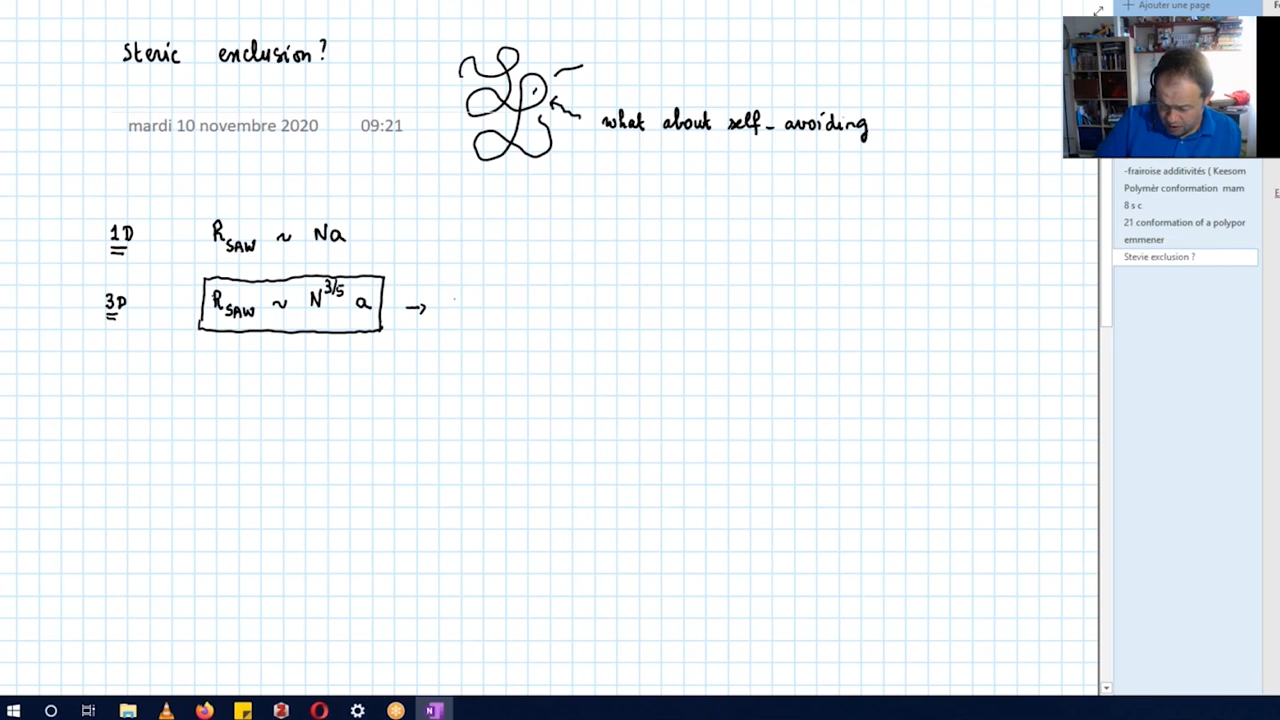 Ajouter une page
Steric exclusion?
mardi 10 novembre 2020 09:21
what about self-avoiding
1D R_SAW ~ Na
3D R_SAW ~ N^3/5 a →
-frairoise additivités ( Keesom
Polymèr conformation mam
8 s c
21 conformation of a polypor
emmener
Stevie exclusion ?